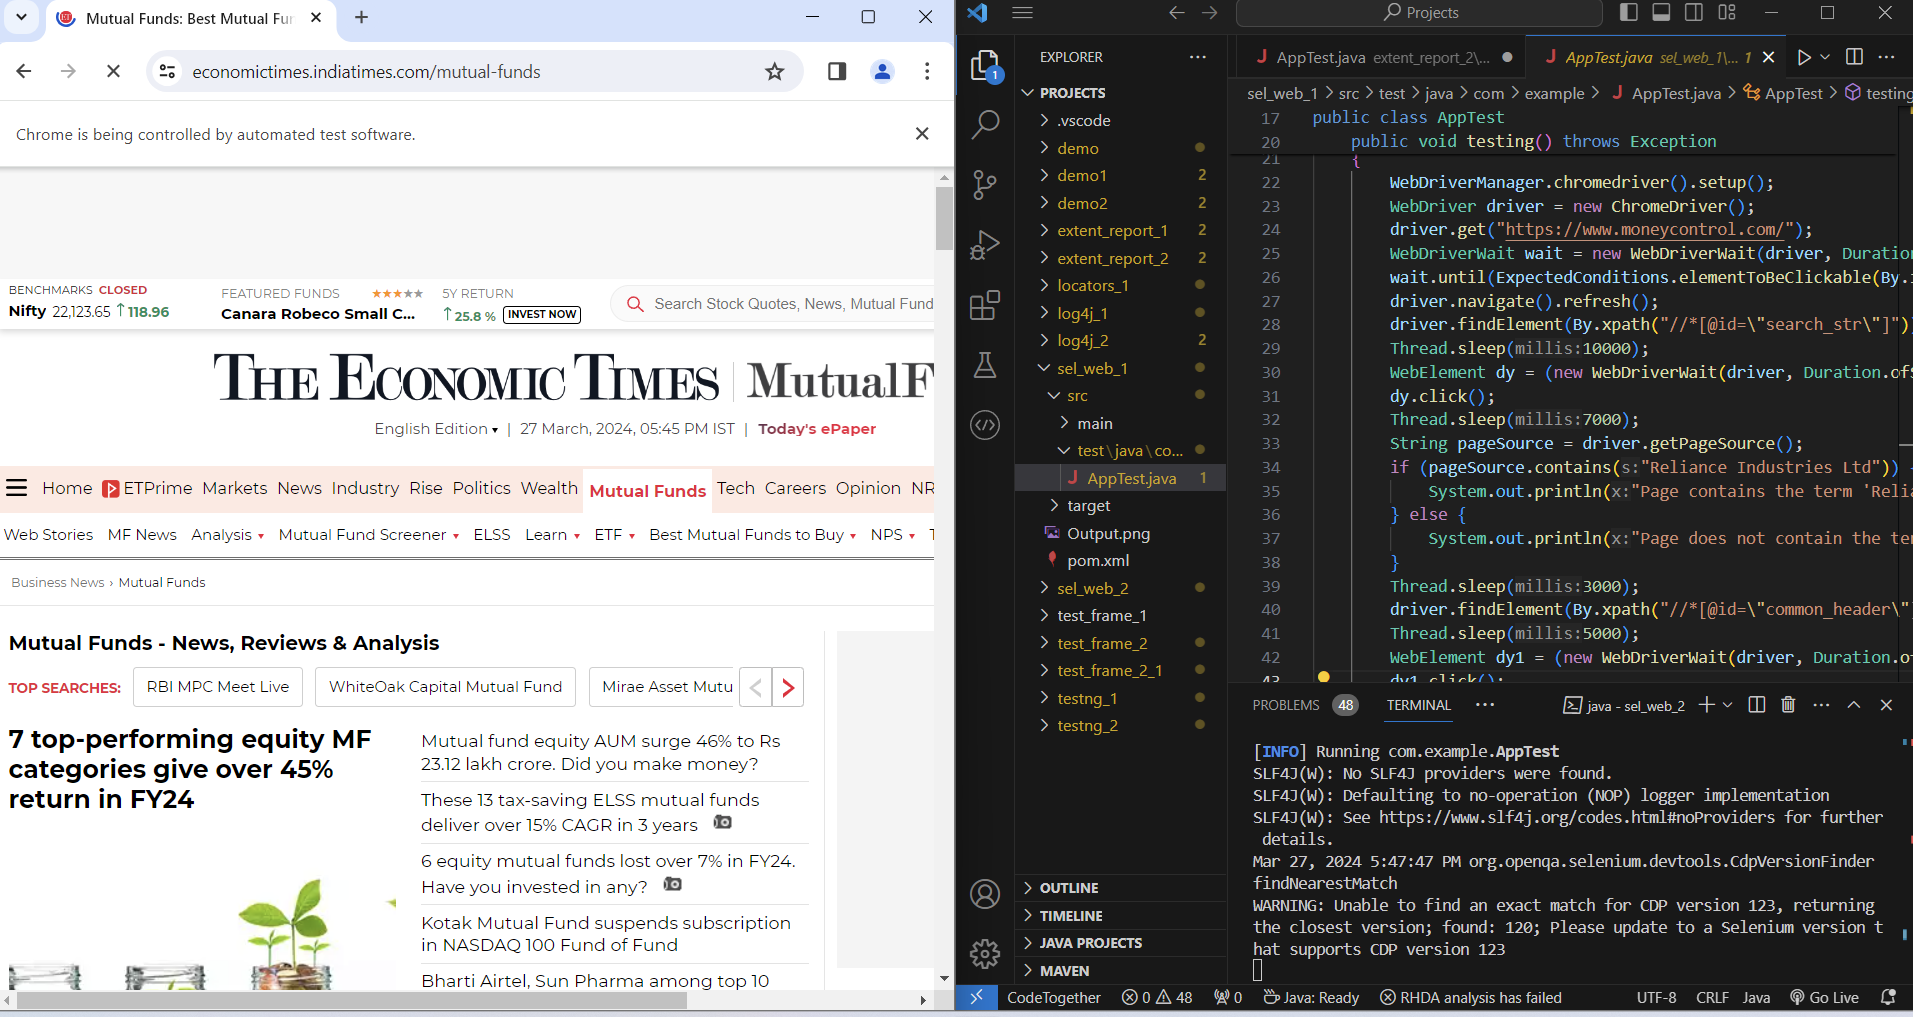 Mutual Funds: Best Mutual Fun
economictimes.indiatimes.com/mutual-funds
Chrome is being controlled by automated test software.
BENCHMARKS CLOSED
Nifty 22,123.65 ↑ 118.96
FEATURED FUNDS ★★★★★
Canara Robeco Small C...
5Y RETURN
↑ 25.8 % INVEST NOW
Search Stock Quotes, News, Mutual Fund
THE ECONOMIC TIMES | MutualF
English Edition ▾ | 27 March, 2024, 05:45 PM IST | Today's ePaper
Home ETPrime Markets News Industry Rise Politics Wealth Mutual Funds Tech Careers Opinion NR
Web Stories MF News Analysis ▾ Mutual Fund Screener ▾ ELSS Learn ▾ ETF ▾ Best Mutual Funds to Buy ▾ NPS ▾
Business News › Mutual Funds
Mutual Funds - News, Reviews & Analysis
TOP SEARCHES: RBI MPC Meet Live WhiteOak Capital Mutual Fund Mirae Asset Mutu
7 top-performing equity MF
categories give over 45%
return in FY24
Mutual fund equity AUM surge 46% to Rs
23.12 lakh crore. Did you make money?
These 13 tax-saving ELSS mutual funds
deliver over 15% CAGR in 3 years
6 equity mutual funds lost over 7% in FY24.
Have you invested in any?
Kotak Mutual Fund suspends subscription
in NASDAQ 100 Fund of Fund
Bharti Airtel, Sun Pharma among top 10
Projects
EXPLORER ...
1
PROJECTS
.vscode
demo
demo1 2
demo2 2
extent_report_1 2
extent_report_2 2
locators_1
log4j_1
log4j_2 2
sel_web_1
src
main
test\java\co...
J AppTest.java 1
target
Output.png
pom.xml
sel_web_2
test_frame_1
test_frame_2
test_frame_2_1
testng_1
testng_2
OUTLINE
TIMELINE
JAVA PROJECTS
MAVEN
J AppTest.java extent_report_2\... ● J AppTest.java sel_web_1\... 1
sel_web_1 > src > test > java > com > example > J AppTest.java > AppTest > testing
17 public class AppTest
20 public void testing() throws Exception
21 {
22 WebDriverManager.chromedriver().setup();
23 WebDriver driver = new ChromeDriver();
24 driver.get("https://www.moneycontrol.com/");
25 WebDriverWait wait = new WebDriverWait(driver, Duration
26 wait.until(ExpectedConditions.elementToBeClickable(By.
27 driver.navigate().refresh();
28 driver.findElement(By.xpath("//*[@id=\"search_str\"]"))
29 Thread.sleep(millis:10000);
30 WebElement dy = (new WebDriverWait(driver, Duration.ofS
31 dy.click();
32 Thread.sleep(millis:7000);
33 String pageSource = driver.getPageSource();
34 if (pageSource.contains(s:"Reliance Industries Ltd")) {
35 System.out.println(x:"Page contains the term 'Relia
36 } else {
37 System.out.println(x:"Page does not contain the ter
38 }
39 Thread.sleep(millis:3000);
40 driver.findElement(By.xpath("//*[@id=\"common_header\"]
41 Thread.sleep(millis:5000);
42 WebElement dy1 = (new WebDriverWait(driver, Duration.of
43 dy1.click();
PROBLEMS 48 TERMINAL ... java - sel_web_2
[INFO] Running com.example.AppTest
SLF4J(W): No SLF4J providers were found.
SLF4J(W): Defaulting to no-operation (NOP) logger implementation
SLF4J(W): See https://www.slf4j.org/codes.html#noProviders for further
details.
Mar 27, 2024 5:47:47 PM org.openqa.selenium.devtools.CdpVersionFinder
findNearestMatch
WARNING: Unable to find an exact match for CDP version 123, returning
the closest version; found: 120; Please update to a Selenium version t
hat supports CDP version 123
CodeTogether 0 48 0 Java: Ready RHDA analysis has failed UTF-8 CRLF Java Go Live